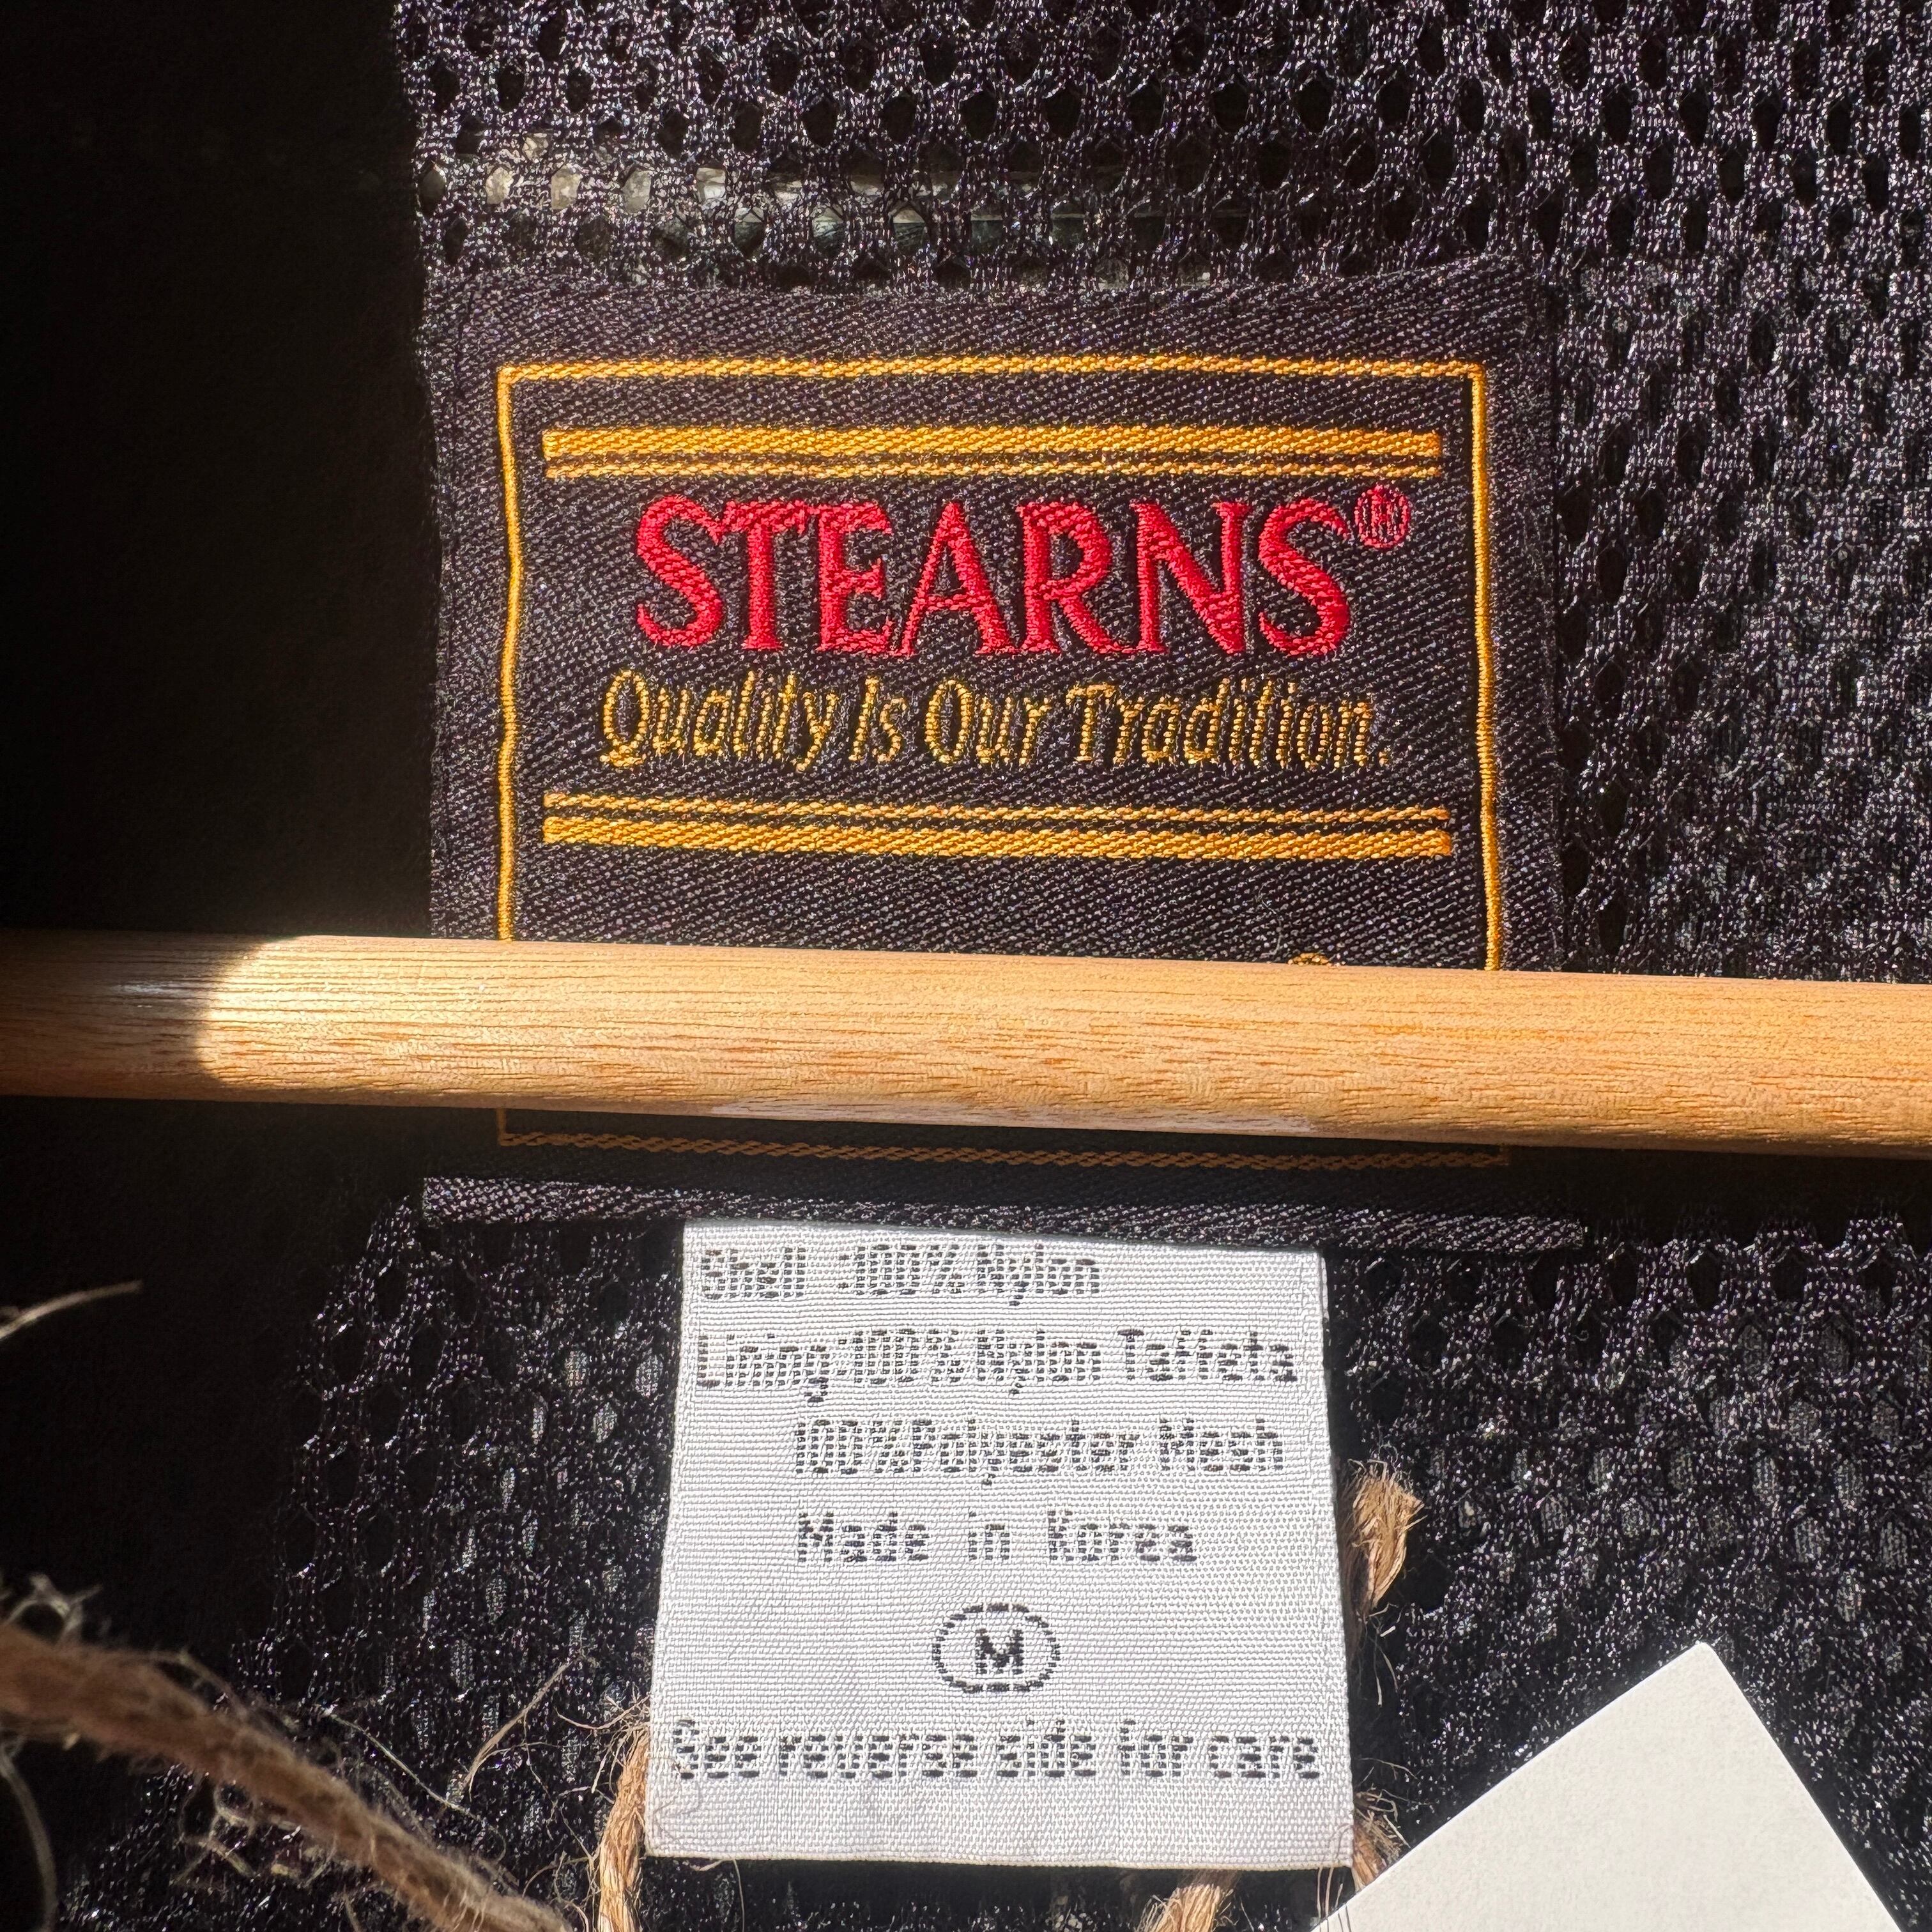 STEARNS®
Quality Is Our Tradition.
Shell :100% Nylon
Lining:100% Nylon Taffeta
100%Polyester Mesh
Made in Korea
M
See reverse side for care